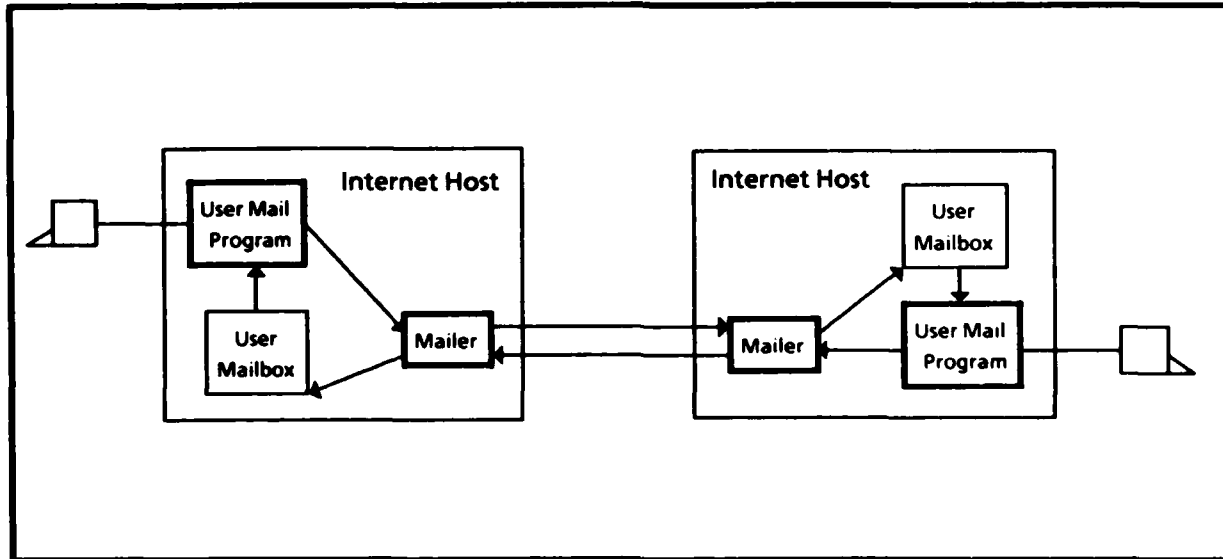 Internet Host
User Mail
Program
User
Mailbox
Mailer
Internet Host
User
Mailbox
Mailer
User Mail
Program